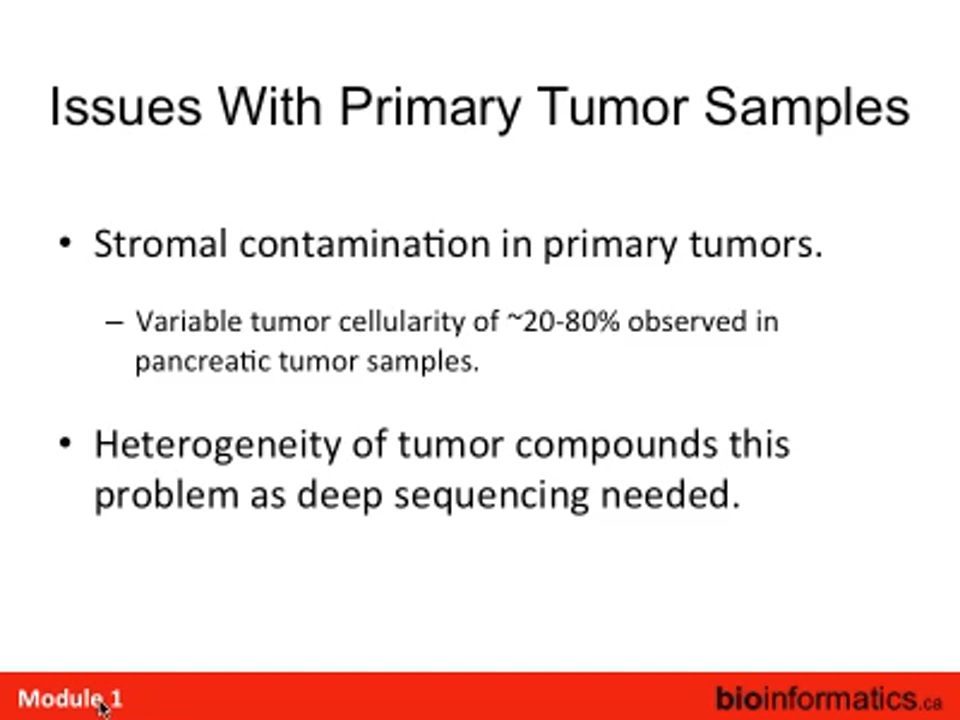 Issues With Primary Tumor Samples
• Stromal contamination in primary tumors.
– Variable tumor cellularity of ~20-80% observed in
pancreatic tumor samples.
• Heterogeneity of tumor compounds this
problem as deep sequencing needed.
Module 1
bioinformatics.ca